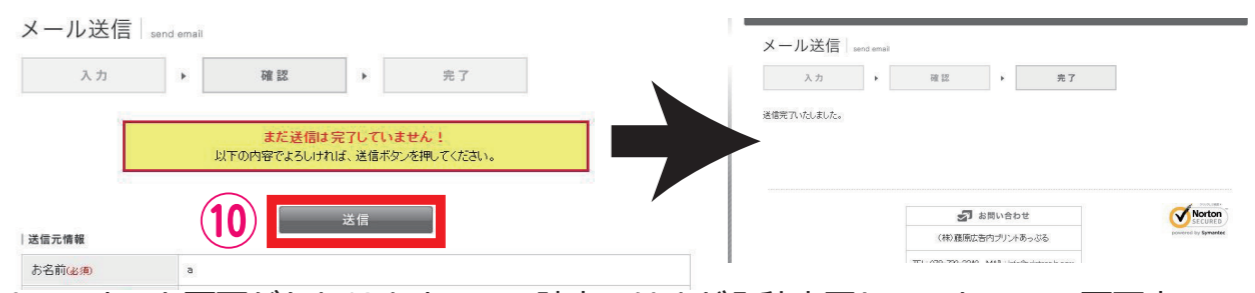 メール送信 send email
入力 確認 完了
まだ送信は完了していません！
以下の内容でよろしければ、送信ボタンを押してください。
⑩ 送信
送信元情報
お名前(必須) a
メール送信 send email
入力 確認 完了
送信完了いたしました。
お問い合わせ
(株)藤原広告内プリントあっぷる
Norton
SECURED
powered by Symantec